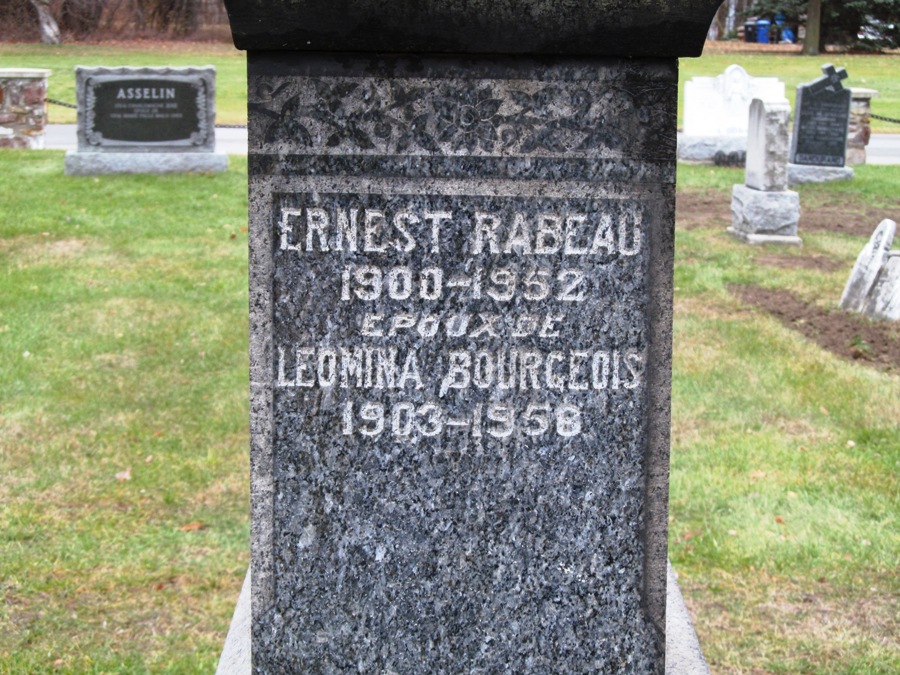 ERNEST RABEAU
1900-1952
EPOUX DE
LEOMINA BOURGEOIS
1903-1958
ASSELIN